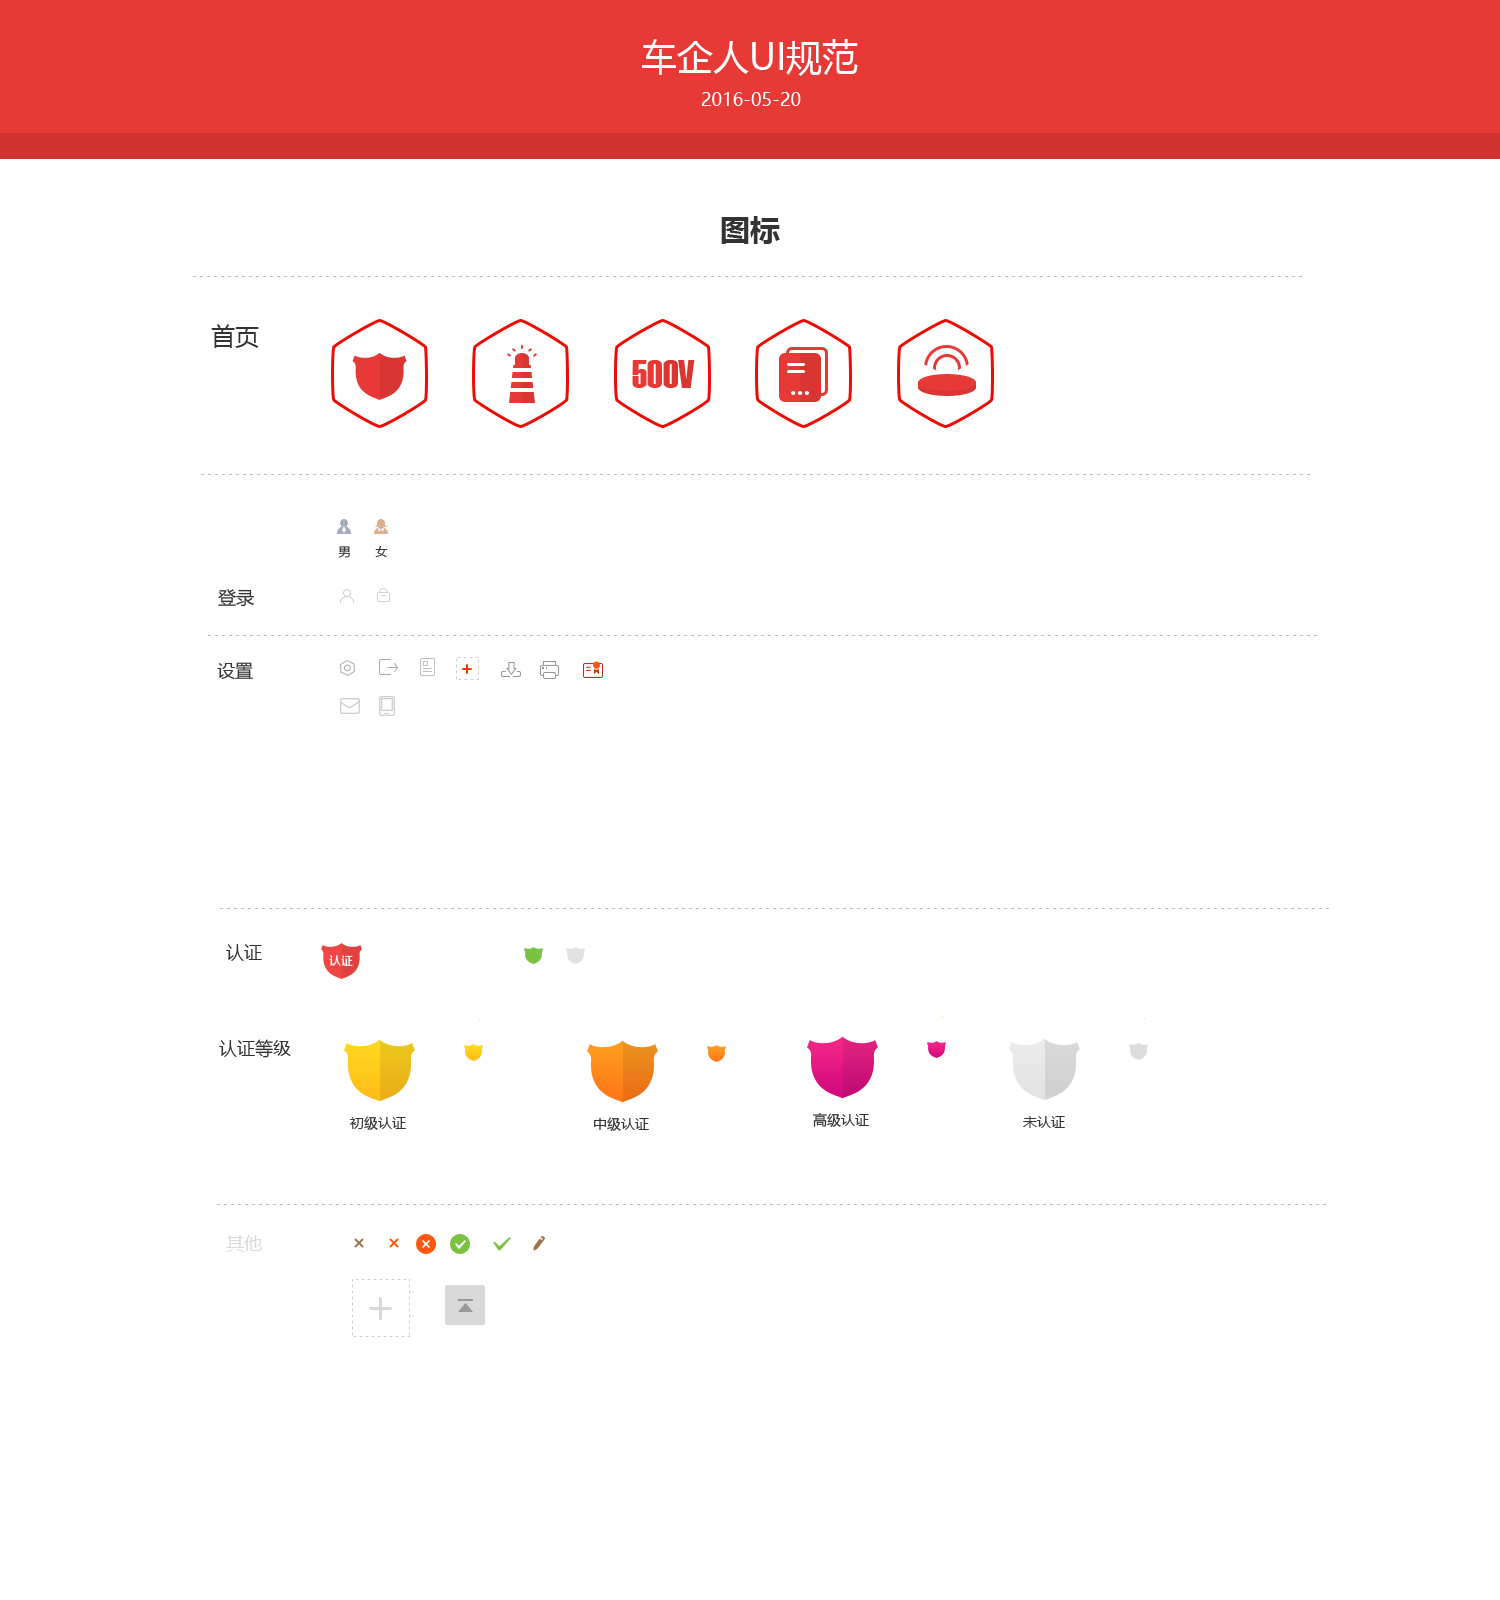 车企人UI规范
2016-05-20
图标
首页
500V
男 女
登录
设置
认证
认证
认证等级
初级认证
中级认证
高级认证
未认证
其他